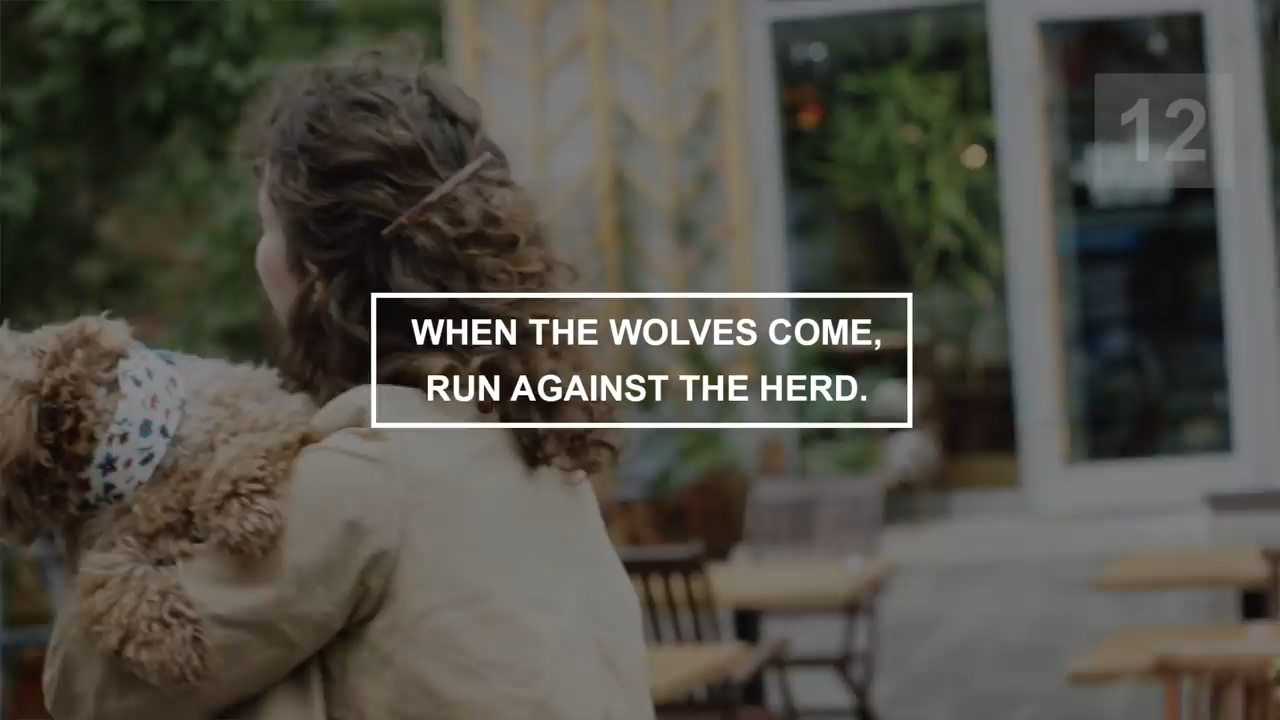 12
WHEN THE WOLVES COME,
RUN AGAINST THE HERD.